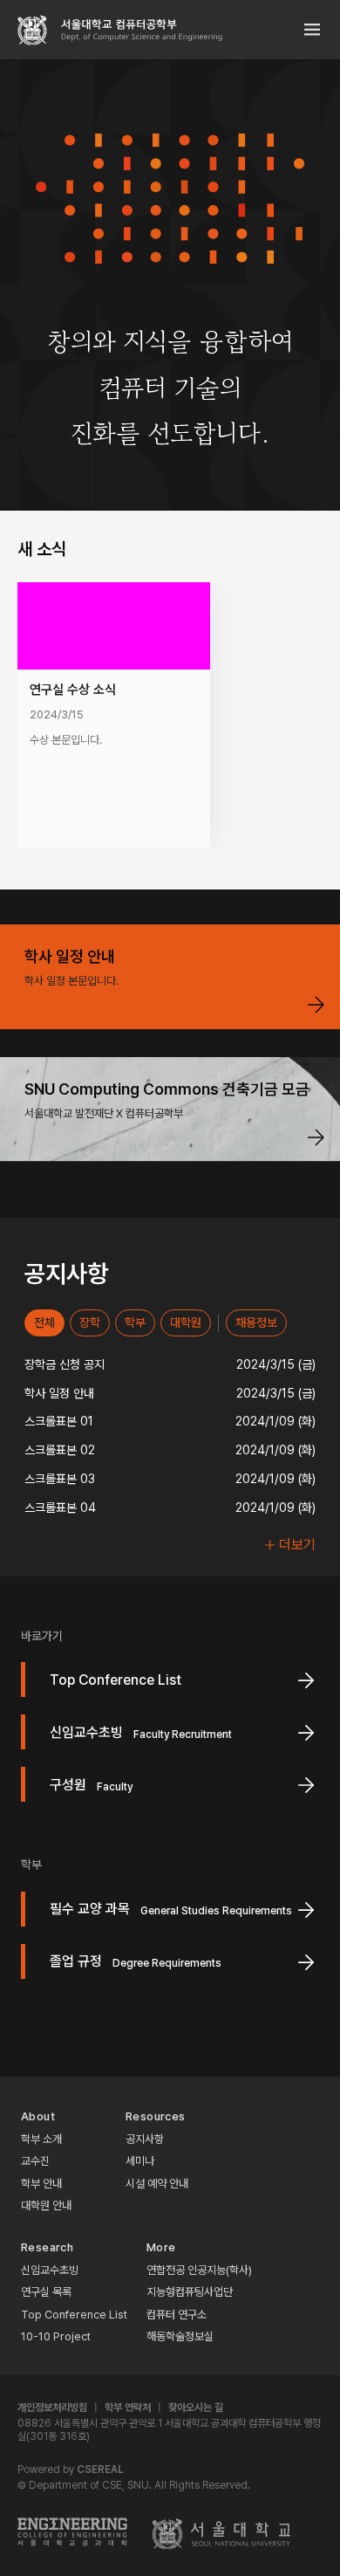 서울대학교 컴퓨터공학부
Dept. of Computer Science and Engineering
창의와 지식을 융합하여
컴퓨터 기술의
진화를 선도합니다.
새 소식
연구실 수상 소식
2024/3/15
수상 본문입니다.
학사 일정 안내
학사 일정 본문입니다.
SNU Computing Commons 건축기금 모금
서울대학교 발전재단 X 컴퓨터공학부
공지사항
전체 장학 학부 대학원 채용정보
장학금 신청 공지 2024/3/15 (금)
학사 일정 안내 2024/3/15 (금)
스크롤표본 01 2024/1/09 (화)
스크롤표본 02 2024/1/09 (화)
스크롤표본 03 2024/1/09 (화)
스크롤표본 04 2024/1/09 (화)
+ 더보기
바로가기
Top Conference List
신임교수초빙 Faculty Recruitment
구성원 Faculty
학부
필수 교양 과목 General Studies Requirements
졸업 규정 Degree Requirements
About
학부 소개
교수진
학부 안내
대학원 안내
Resources
공지사항
세미나
시설 예약 안내
Research
신임교수초빙
연구실 목록
Top Conference List
10-10 Project
More
연합전공 인공지능(학사)
지능형컴퓨팅사업단
컴퓨터 연구소
해동학술정보실
개인정보처리방침 | 학부 연락처 | 찾아오시는 길
08826 서울특별시 관악구 관악로 1 서울대학교 공과대학 컴퓨터공학부 행정
실(301동 316호)
Powered by CSEREAL
© Department of CSE, SNU. All Rights Reserved.
ENGINEERING
COLLEGE OF ENGINEERING
서울대학교공과대학
서울대학교
SEOUL NATIONAL UNIVERSITY